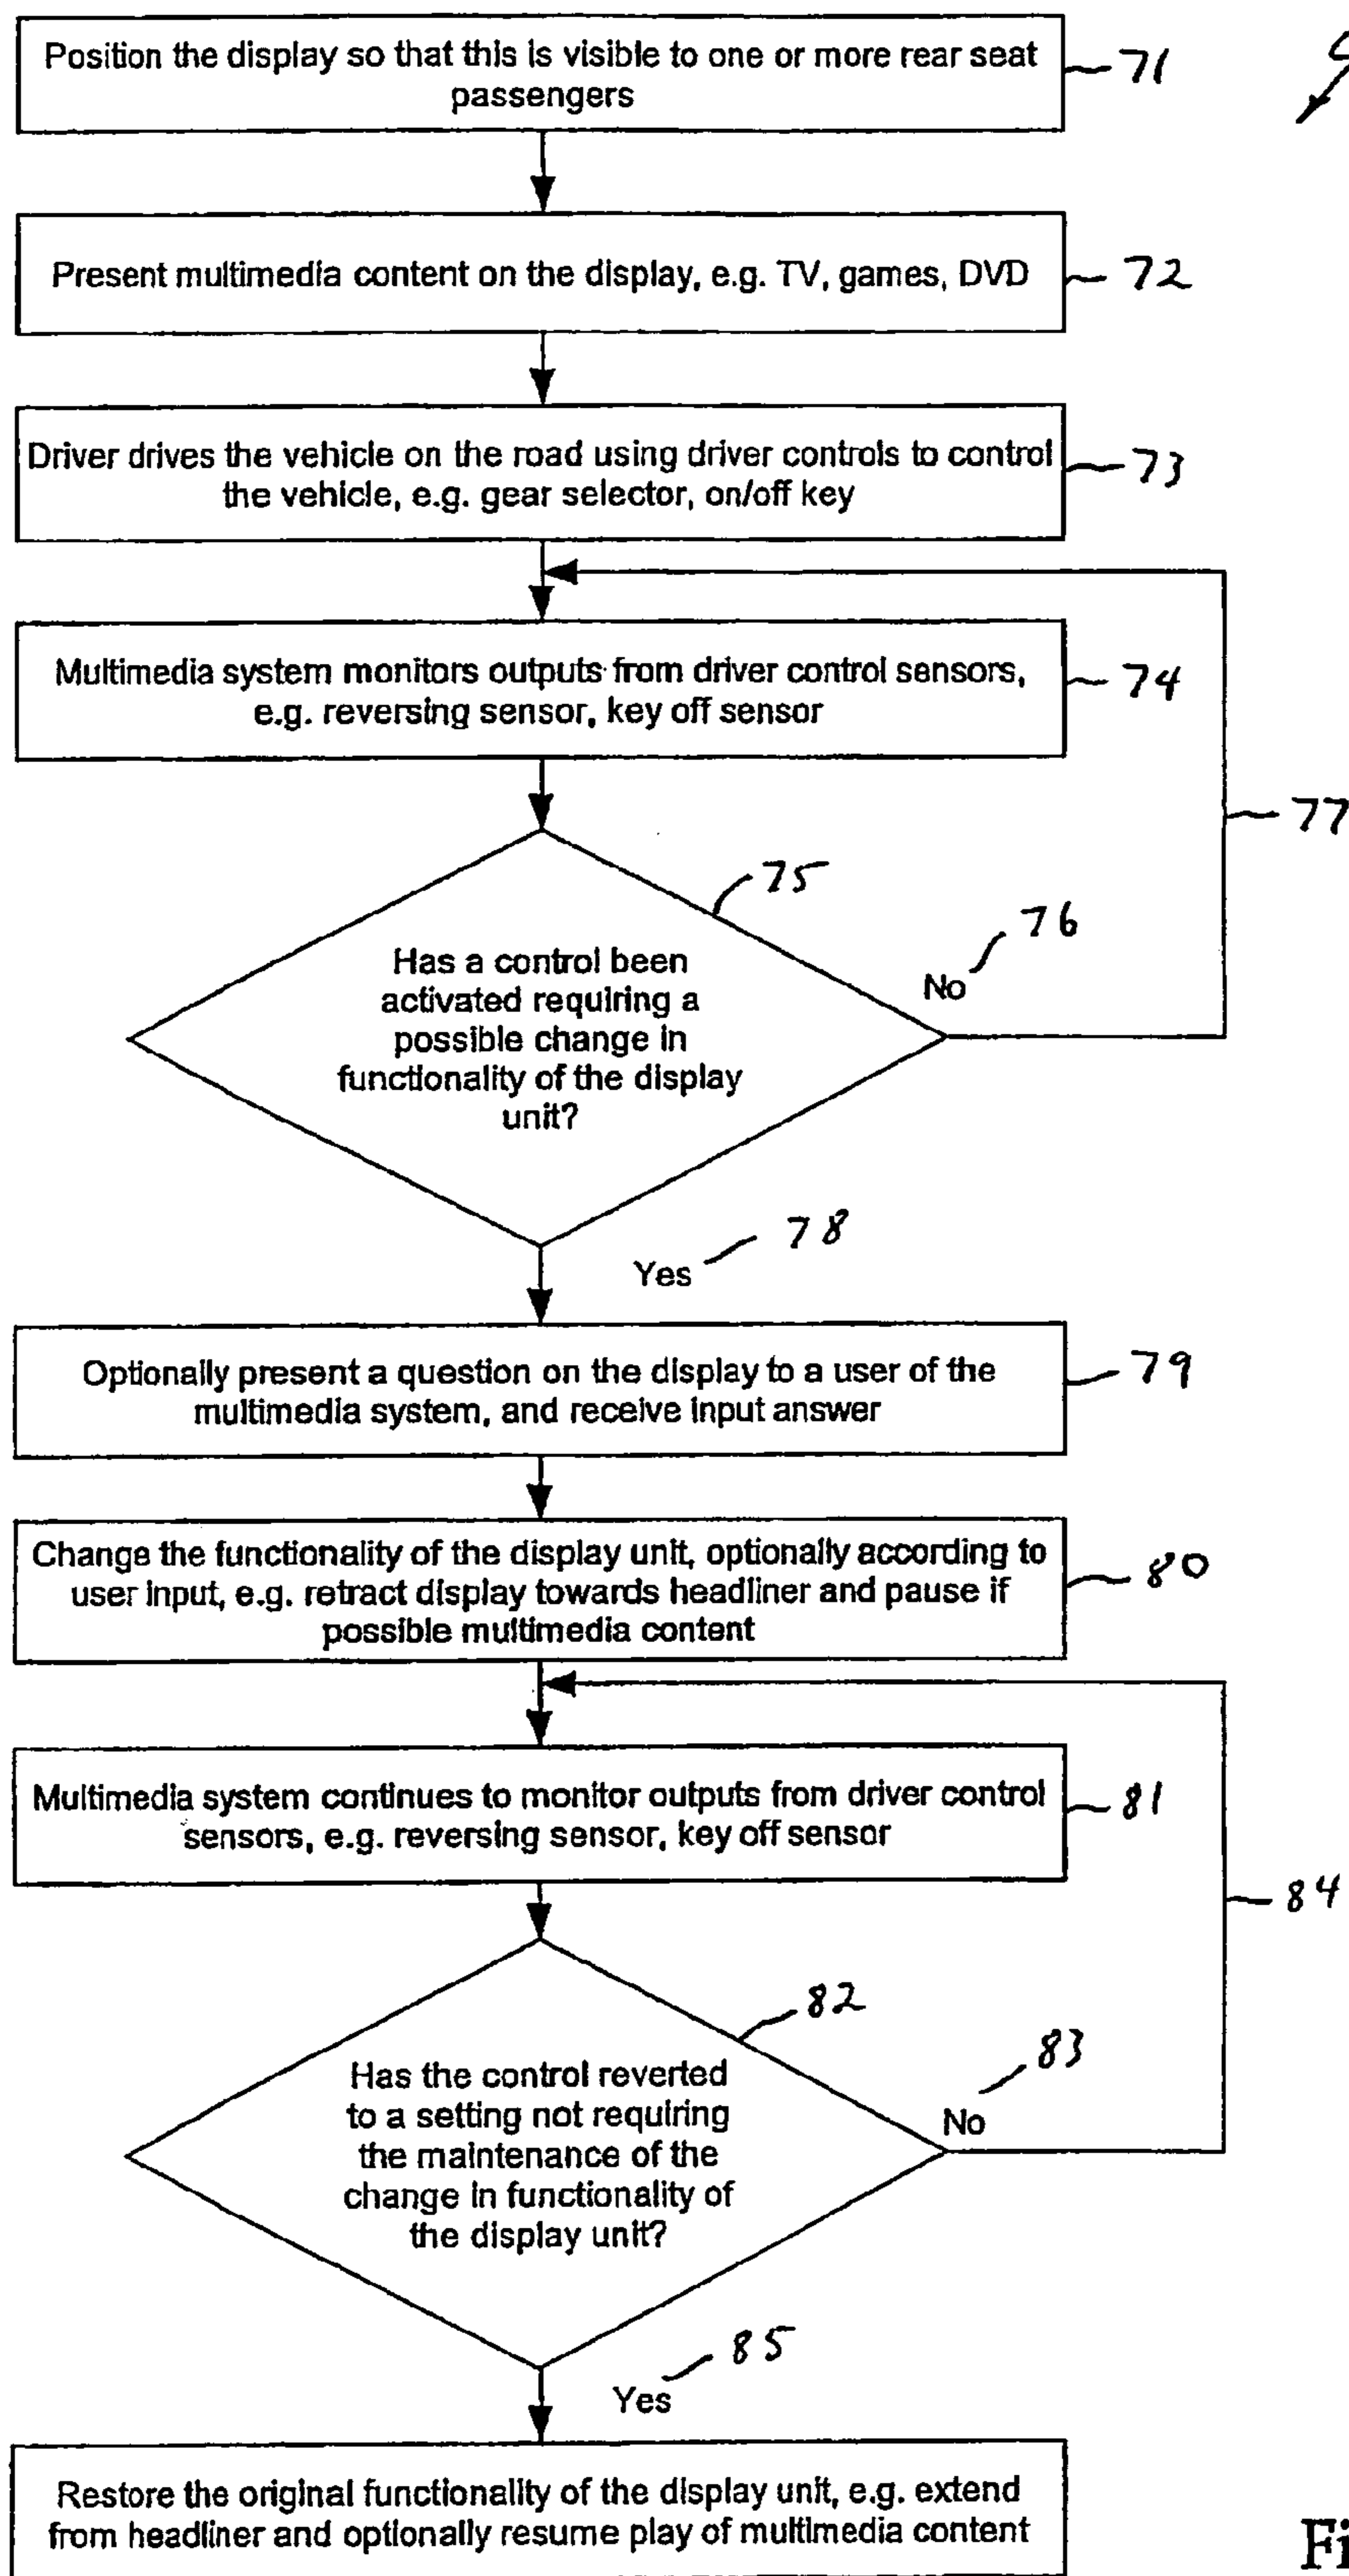 Position the display so that this is visible to one or more rear seat
passengers
71
Present multimedia content on the display, e.g. TV, games, DVD
72
Driver drives the vehicle on the road using driver controls to control
the vehicle, e.g. gear selector, on/off key
73
Multimedia system monitors outputs from driver control sensors,
e.g. reversing sensor, key off sensor
74
77
75
76
Has a control been
activated requiring a
possible change in
functionality of the display
unit?
No
78
Yes
Optionally present a question on the display to a user of the
multimedia system, and receive input answer
79
Change the functionality of the display unit, optionally according to
user input, e.g. retract display towards headliner and pause if
possible multimedia content
80
Multimedia system continues to monitor outputs from driver control
sensors, e.g. reversing sensor, key off sensor
81
84
82
83
Has the control reverted
to a setting not requiring
the maintenance of the
change in functionality of
the display unit?
No
85
Yes
Restore the original functionality of the display unit, e.g. extend
from headliner and optionally resume play of multimedia content